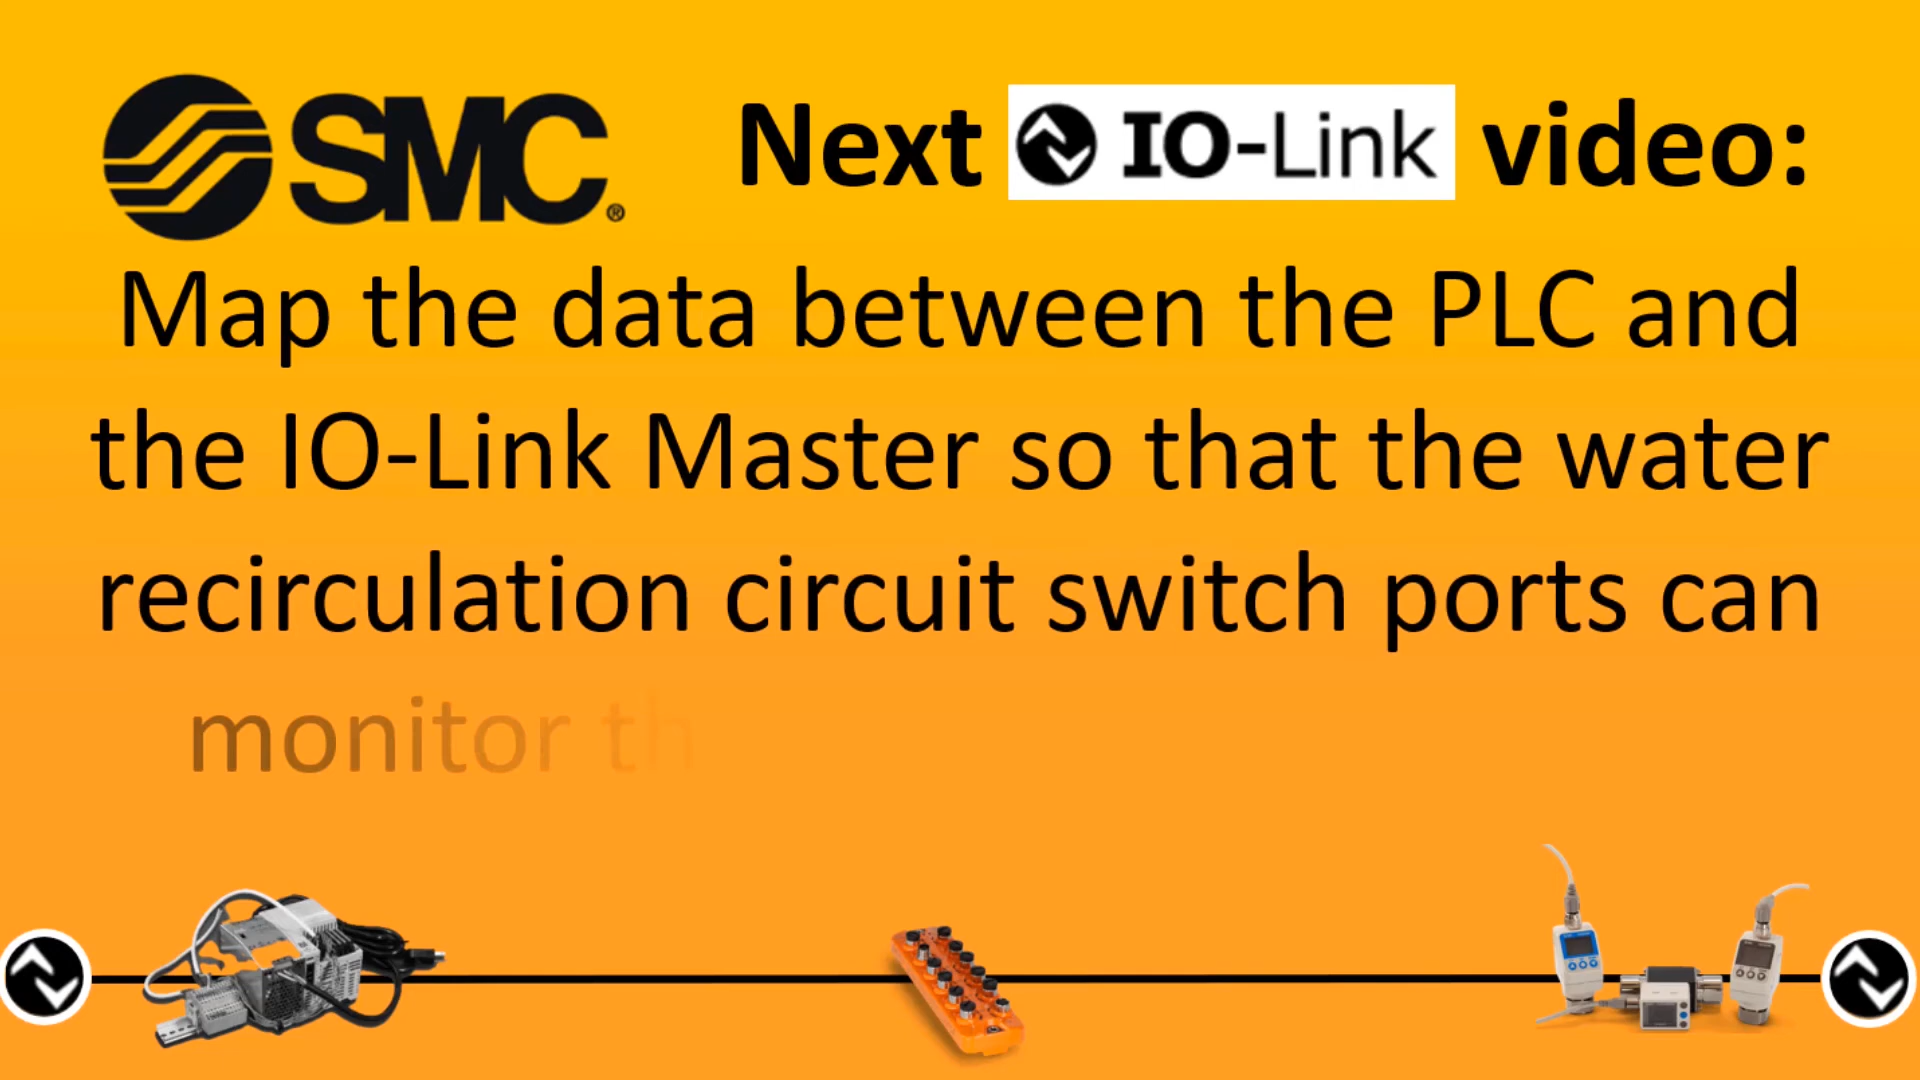 SMC®
Next IO-Link video:
Map the data between the PLC and
the IO-Link Master so that the water
recirculation circuit switch ports can
monitor th